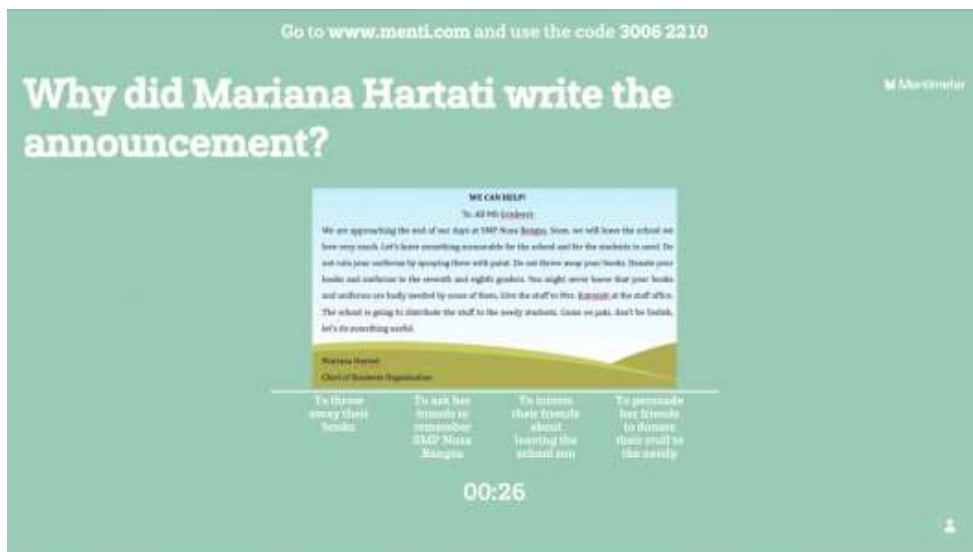 Go to www.menti.com and use the code 3006 2210
Why did Mariana Hartati write the
announcement?
Mentimeter
WE CAN HELP!
To: All 9th Graders:
We are approaching the end of our days at SMP Nusa Bangsa. Soon, we will leave the school we
love very much. Let's leave something memorable for the school and for the students in need. Do
not ruin your uniforms by spraying them with paint. Do not throw away your books. Donate your
books and uniforms to the seventh and eighth graders. You might never know that your books
and uniforms are badly needed by some of them. Give the stuff to Mrs. at the staff office.
The school is going to distribute the stuff to the needy students. Come on pals, don't be foolish,
let's do something useful.
Mariana Hartati
Chief of Students Organization
To throw
away their
books
To ask her
friends to
remember
SMP Nusa
Bangsa
To inform
their friends
about
leaving the
school son
To persuade
her friends
to donate
their stuff to
the needy
00:26